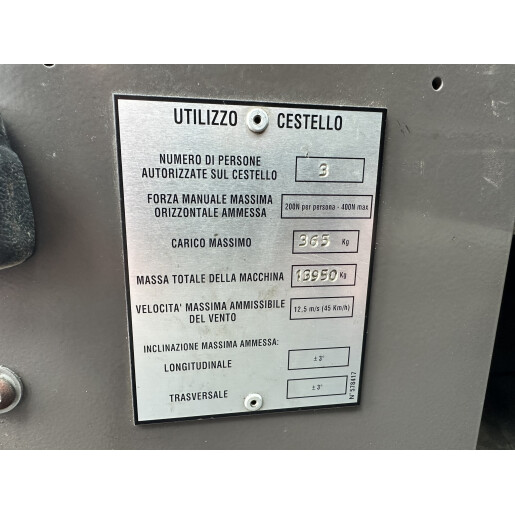 UTILIZZO CESTELLO
NUMERO DI PERSONE
AUTORIZZATE SUL CESTELLO 3
FORZA MANUALE MASSIMA
ORIZZONTALE AMMESSA 200N per persona - 400N max
CARICO MASSIMO 365 Kg
MASSA TOTALE DELLA MACCHINA 13950 Kg
VELOCITA' MASSIMA AMMISSIBILE
DEL VENTO 12.5 m/s (45 Km/h)
INCLINAZIONE MASSIMA AMMESSA:
LONGITUDINALE ± 3°
TRASVERSALE ± 3°
N°578417